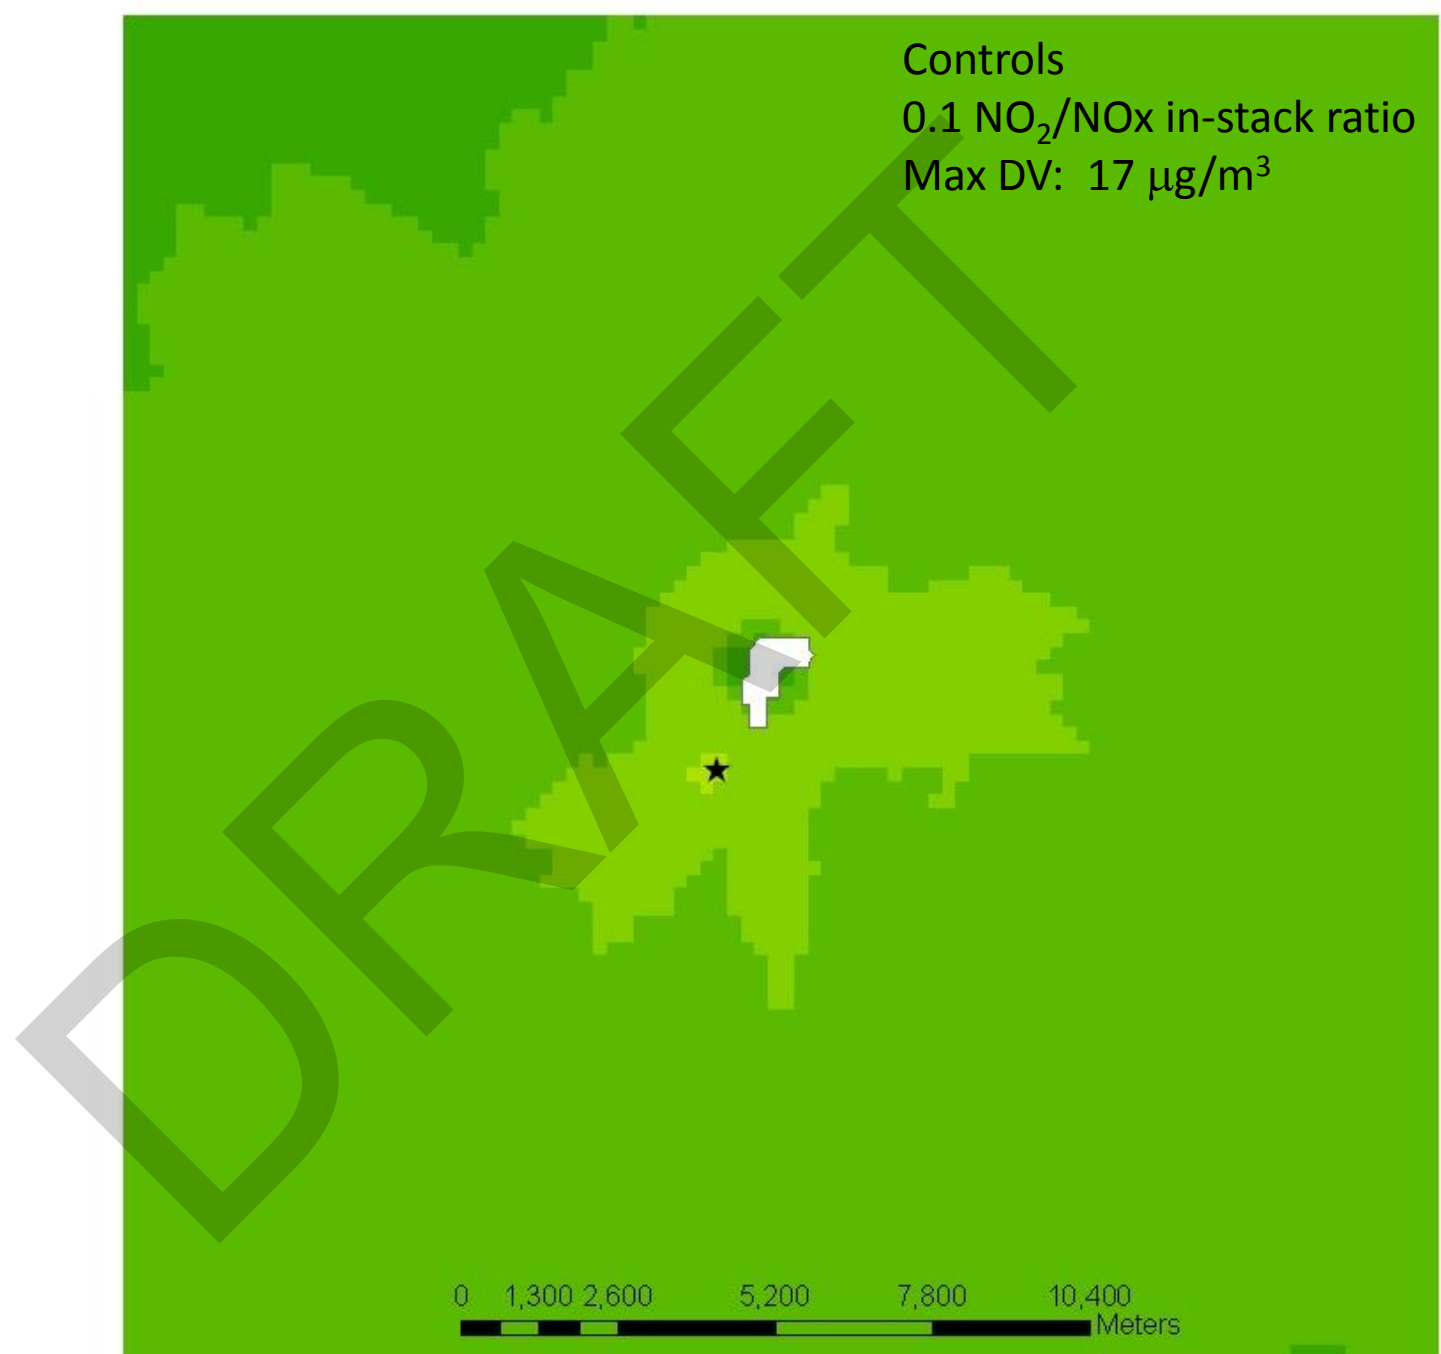 Controls
0.1 NO₂/NOx in-stack ratio
Max DV: 17 µg/m³
DRAFT
0 1,300 2,600 5,200 7,800 10,400
Meters